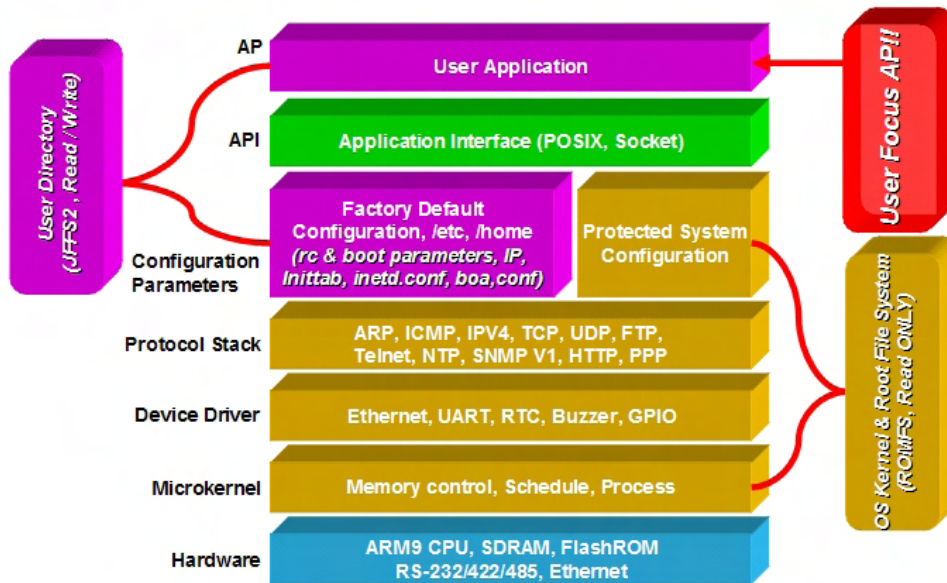 User Directory
(JFFS2 , Read / Write)
AP
User Application
API
Application Interface (POSIX, Socket)
Configuration
Parameters
Factory Default
Configuration, /etc, /home
(rc & boot parameters, IP,
Inittab, inetd.conf, boa,conf)
Protected System
Configuration
Protocol Stack
ARP, ICMP, IPV4, TCP, UDP, FTP,
Telnet, NTP, SNMP V1, HTTP, PPP
Device Driver
Ethernet, UART, RTC, Buzzer, GPIO
Microkernel
Memory control, Schedule, Process
Hardware
ARM9 CPU, SDRAM, FlashROM
RS-232/422/485, Ethernet
User Focus API!
OS Kernel & Root File System
(ROMFS, Read ONLY)